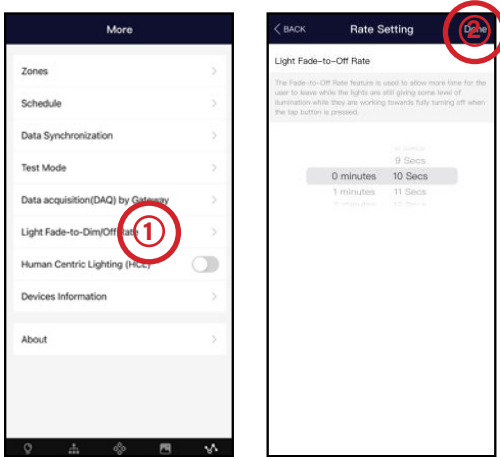 More
Zones
Schedule
Data Synchronization
Test Mode
Data acquisition(DAQ) by Gateway
Light Fade-to-Dim/Off Rate
Human Centric Lighting (HCL)
Devices Information
About
①
BACK
Rate Setting
Done
②
Light Fade-to-Off Rate
The Fade-to-Off Rate feature is used to allow more time for the
user to leave while the lights are still giving some level of
ilumination while they are working towards fully turning off when
the tap button is pressed.
9 Secs
0 minutes 10 Secs
1 minutes 11 Secs
12 Secs